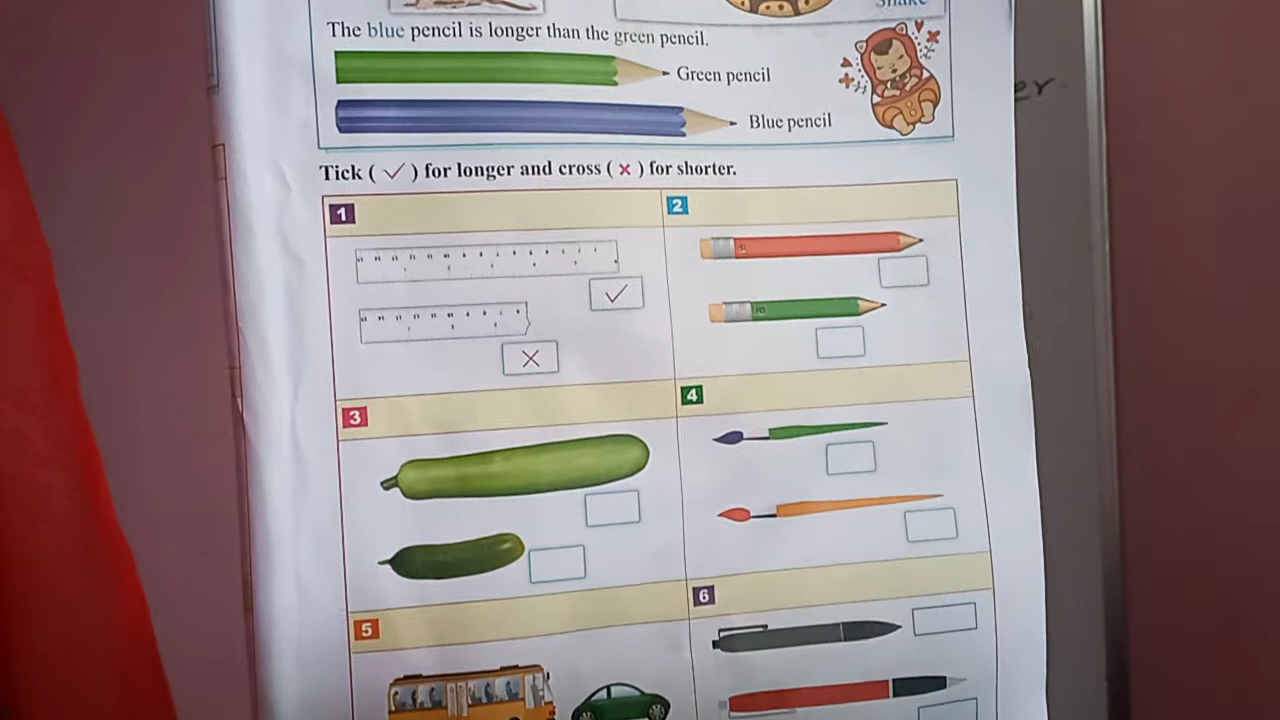 Snake
The blue pencil is longer than the green pencil.
Green pencil
Blue pencil
Tick ( ✓ ) for longer and cross ( × ) for shorter.
1
2
3
4
5
6